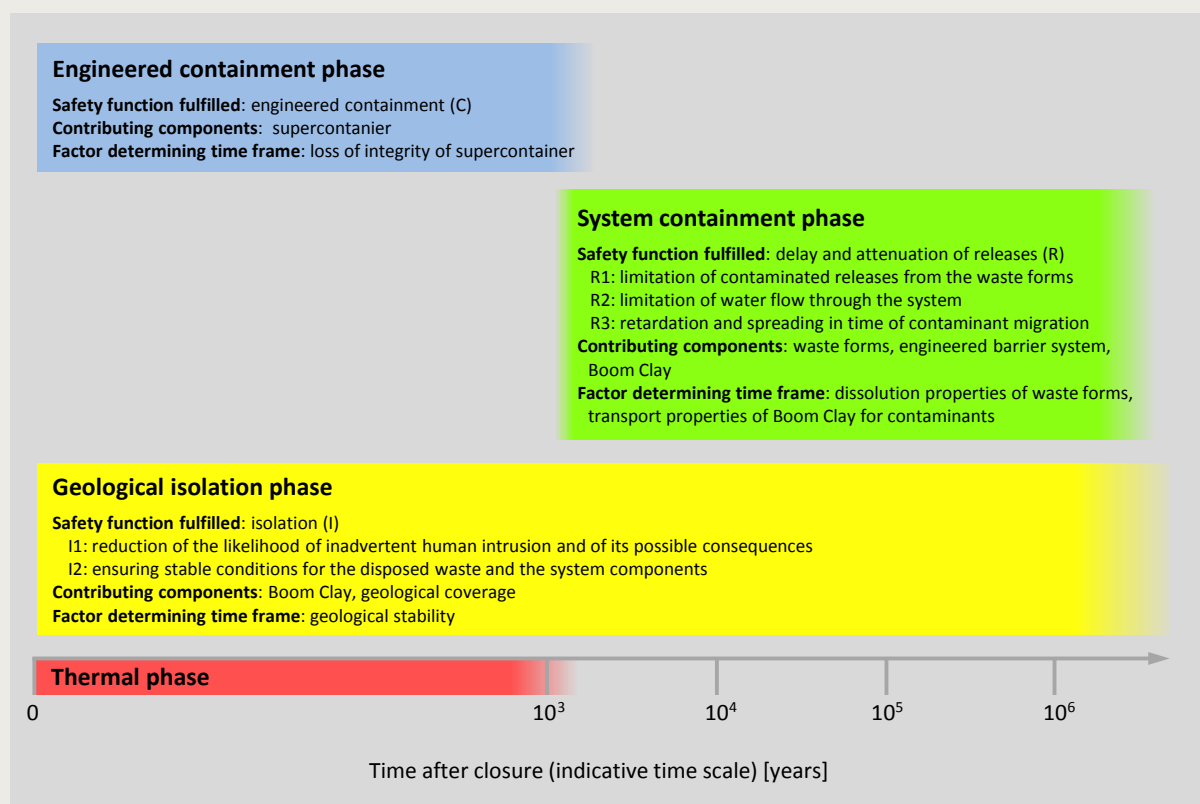 Engineered containment phase
Safety function fulfilled: engineered containment (C)
Contributing components: supercontanier
Factor determining time frame: loss of integrity of supercontainer
System containment phase
Safety function fulfilled: delay and attenuation of releases (R)
R1: limitation of contaminated releases from the waste forms
R2: limitation of water flow through the system
R3: retardation and spreading in time of contaminant migration
Contributing components: waste forms, engineered barrier system,
Boom Clay
Factor determining time frame: dissolution properties of waste forms,
transport properties of Boom Clay for contaminants
Geological isolation phase
Safety function fulfilled: isolation (I)
I1: reduction of the likelihood of inadvertent human intrusion and of its possible consequences
I2: ensuring stable conditions for the disposed waste and the system components
Contributing components: Boom Clay, geological coverage
Factor determining time frame: geological stability
Thermal phase
0 10³ 10⁴ 10⁵ 10⁶
Time after closure (indicative time scale) [years]